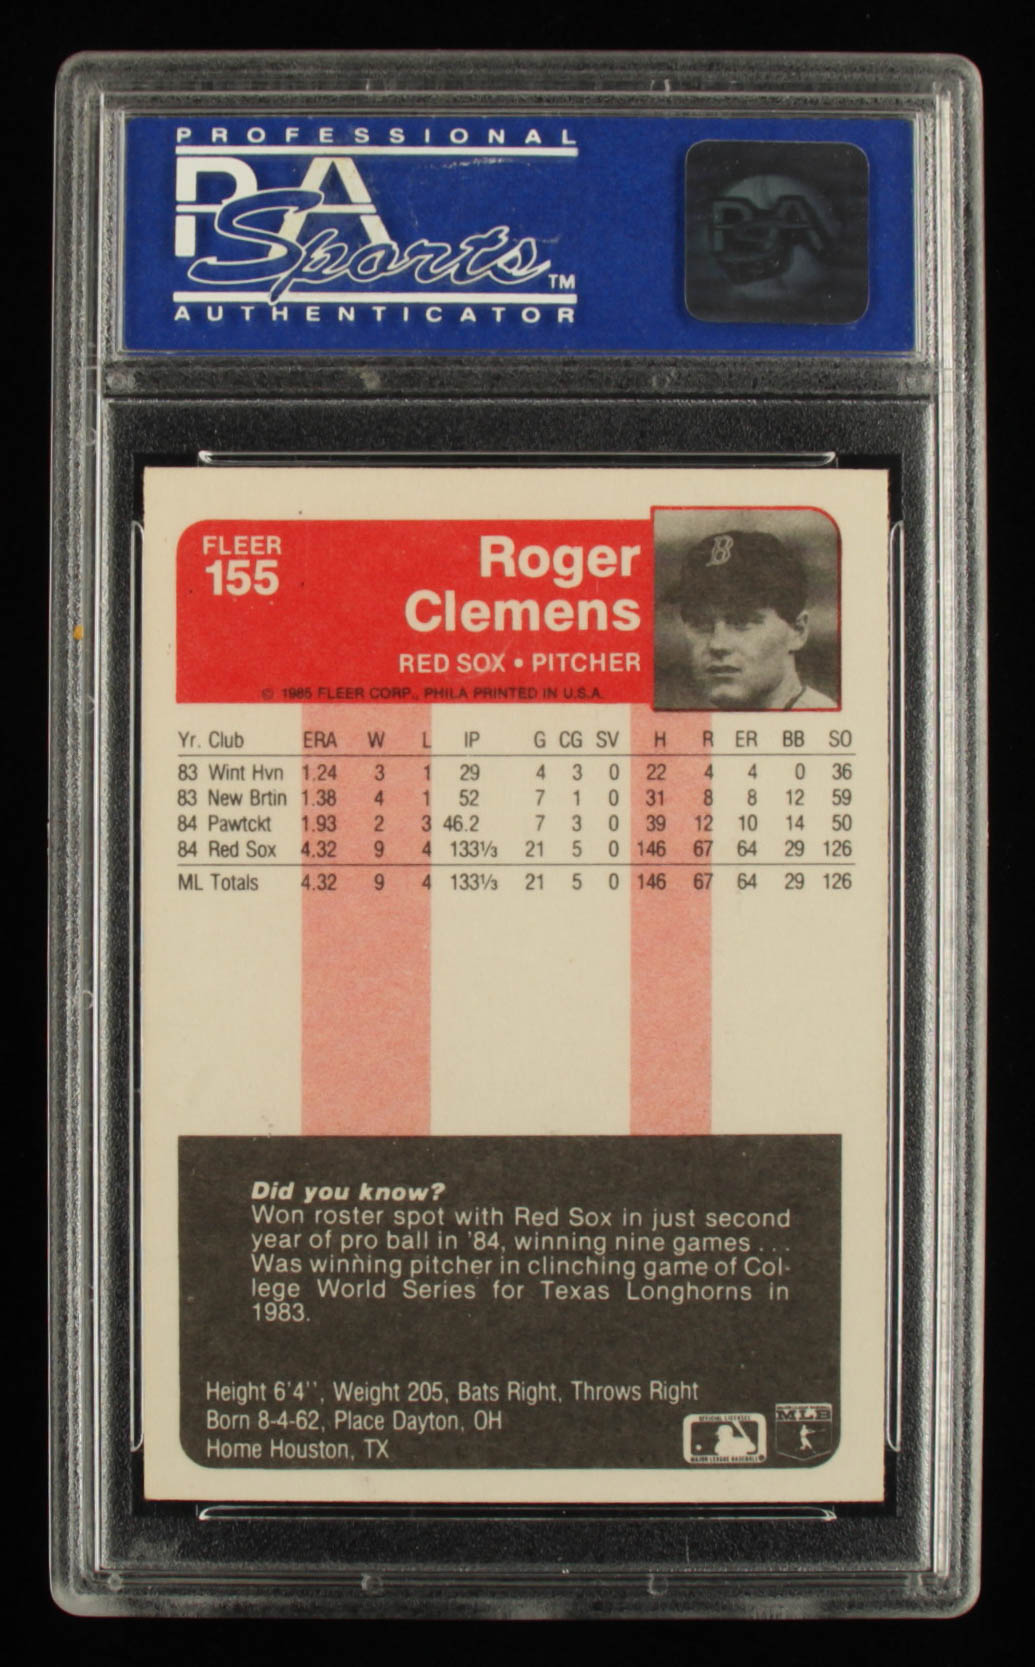 PROFESSIONAL
PSA
Sports™
AUTHENTICATOR
PSA
FLEER
155
Roger
Clemens
RED SOX • PITCHER
© 1985 FLEER CORP., PHILA PRINTED IN U.S.A.
B
Yr. Club ERA W L IP G CG SV H R ER BB SO
83 Wint Hvn 1.24 3 1 29 4 3 0 22 4 4 0 36
83 New Brtin 1.38 4 1 52 7 1 0 31 8 8 12 59
84 Pawtckt 1.93 2 3 46.2 7 3 0 39 12 10 14 50
84 Red Sox 4.32 9 4 133⅓ 21 5 0 146 67 64 29 126
ML Totals 4.32 9 4 133⅓ 21 5 0 146 67 64 29 126
Did you know?
Won roster spot with Red Sox in just second
year of pro ball in '84, winning nine games . . .
Was winning pitcher in clinching game of Col-
lege World Series for Texas Longhorns in
1983.
Height 6'4'', Weight 205, Bats Right, Throws Right
Born 8-4-62, Place Dayton, OH
Home Houston, TX
OFFICIAL LICENSEE
MAJOR LEAGUE BASEBALL
MLB